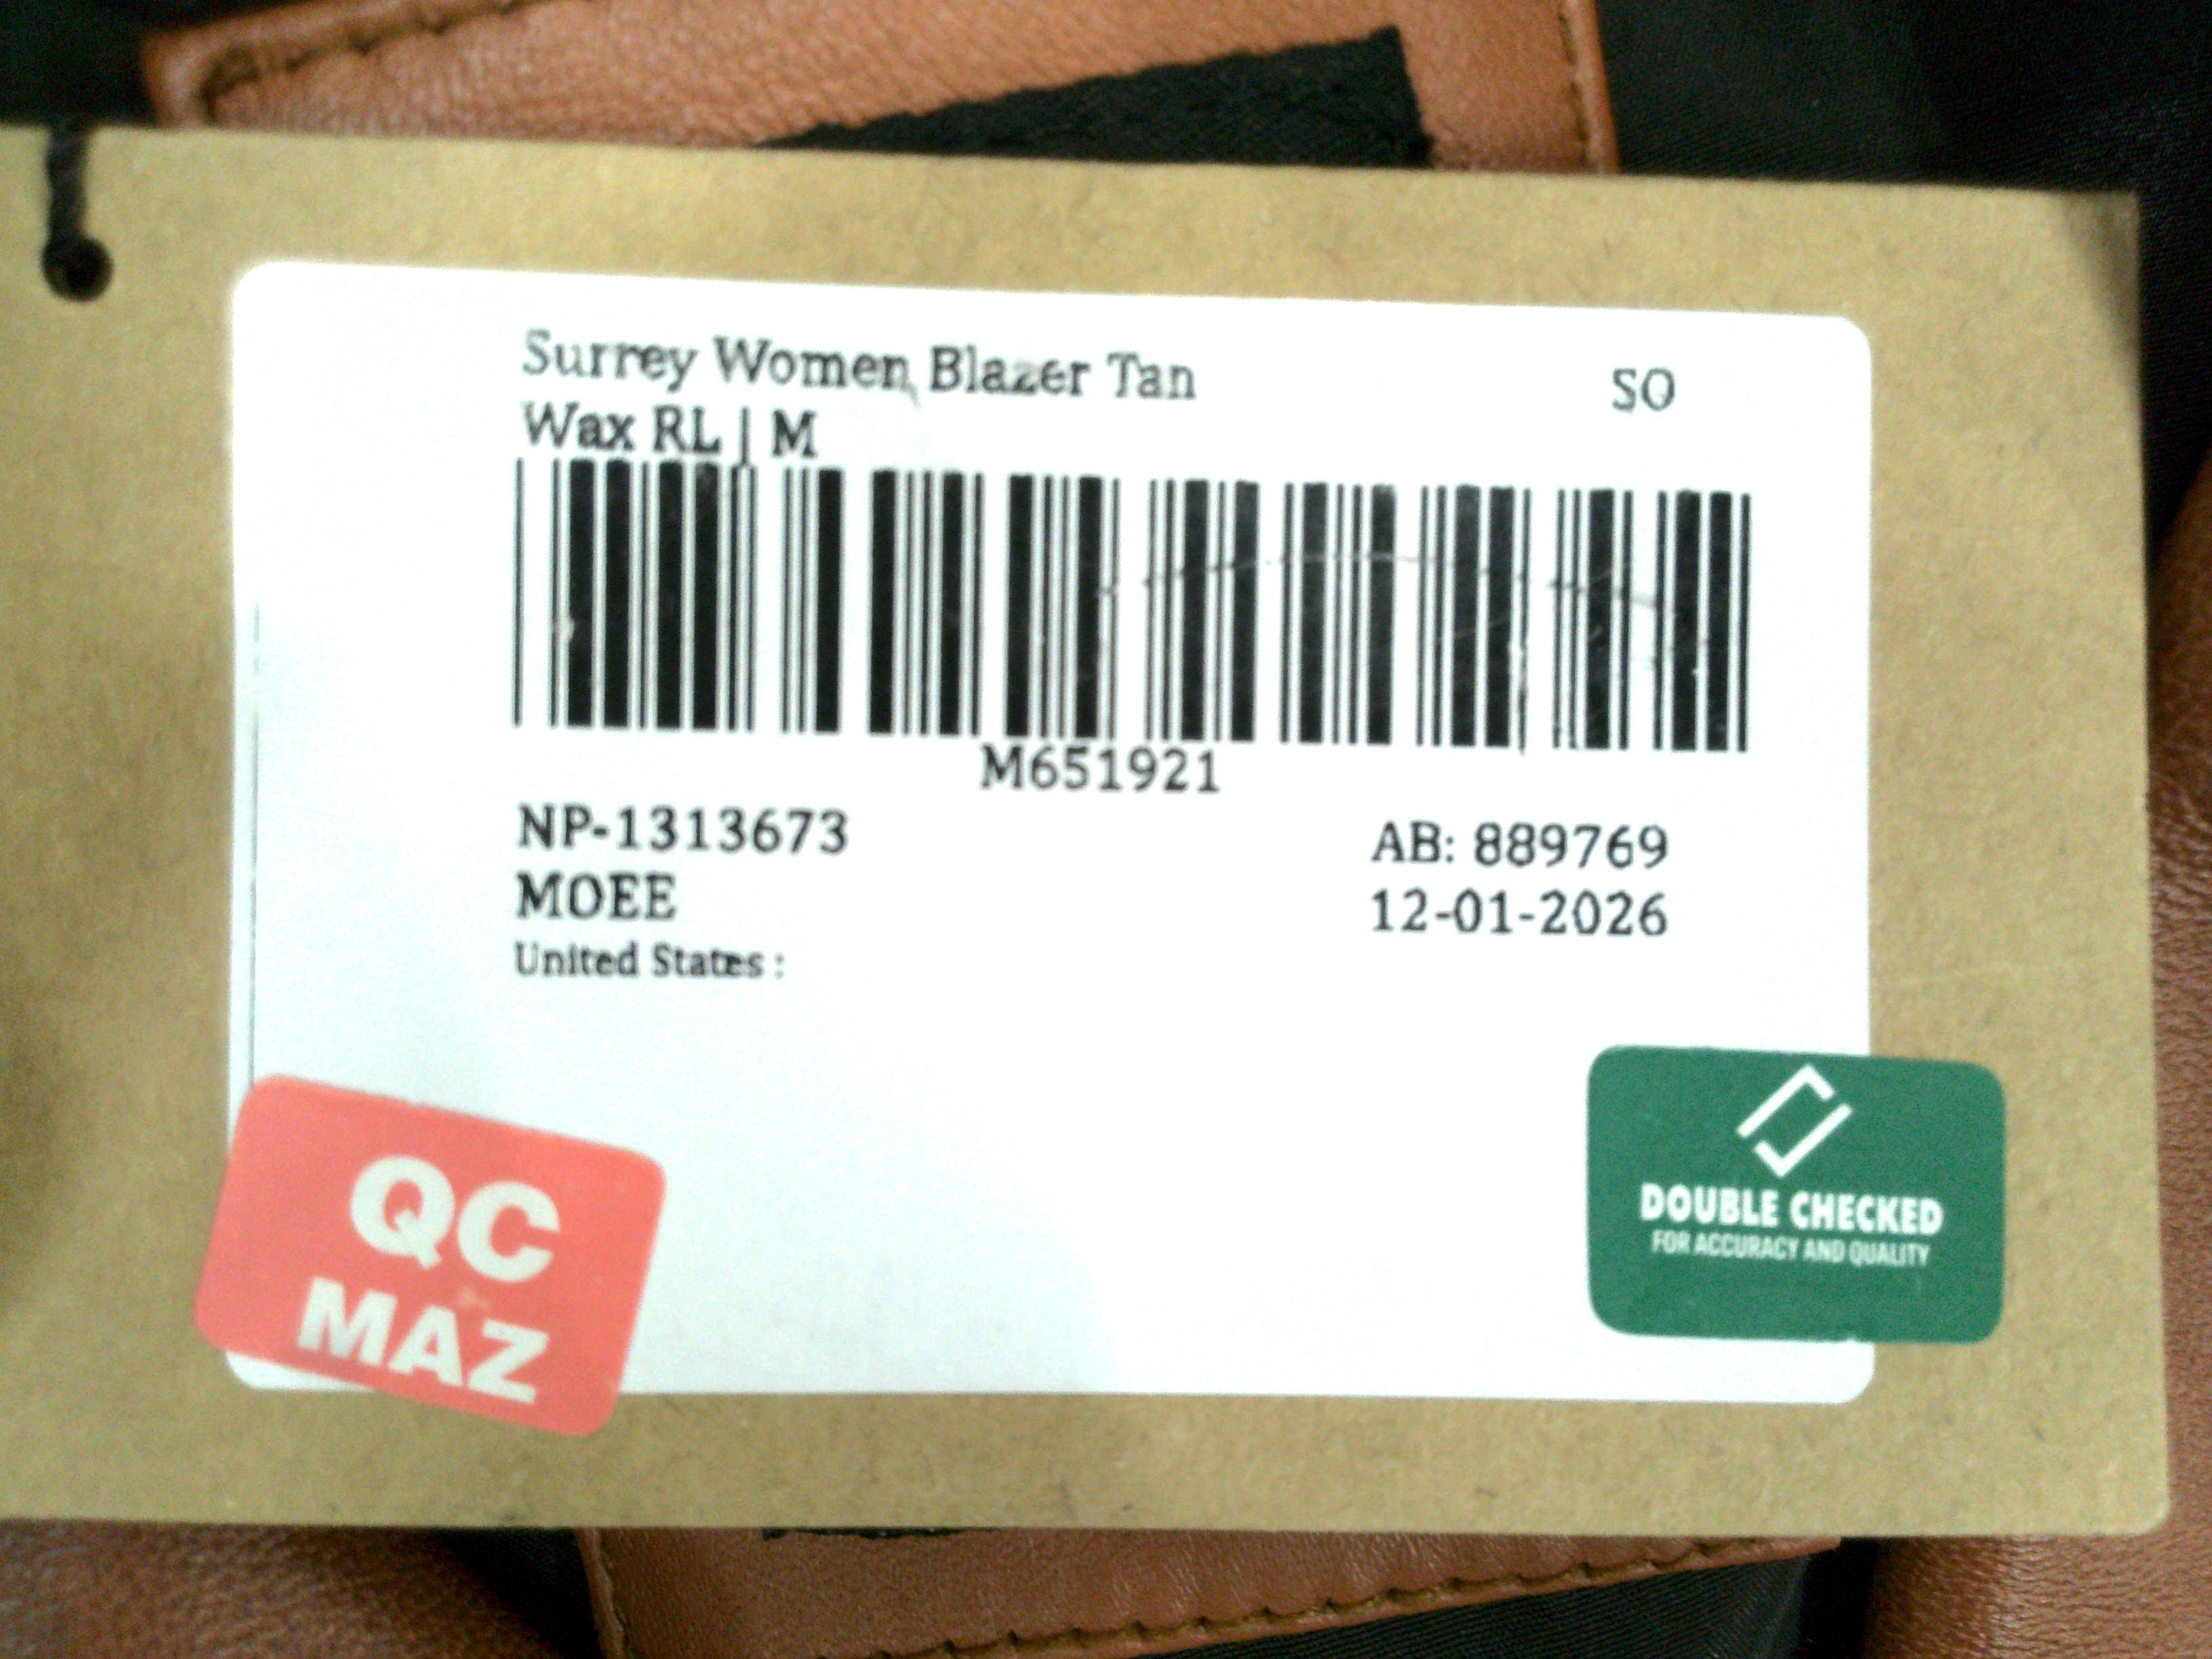 Surrey Women Blazer Tan
Wax RL | M
SO
M651921
NP-1313673
AB: 889769
MOEE
12-01-2026
United States :
QC
MAZ
DOUBLE CHECKED
FOR ACCURACY AND QUALITY